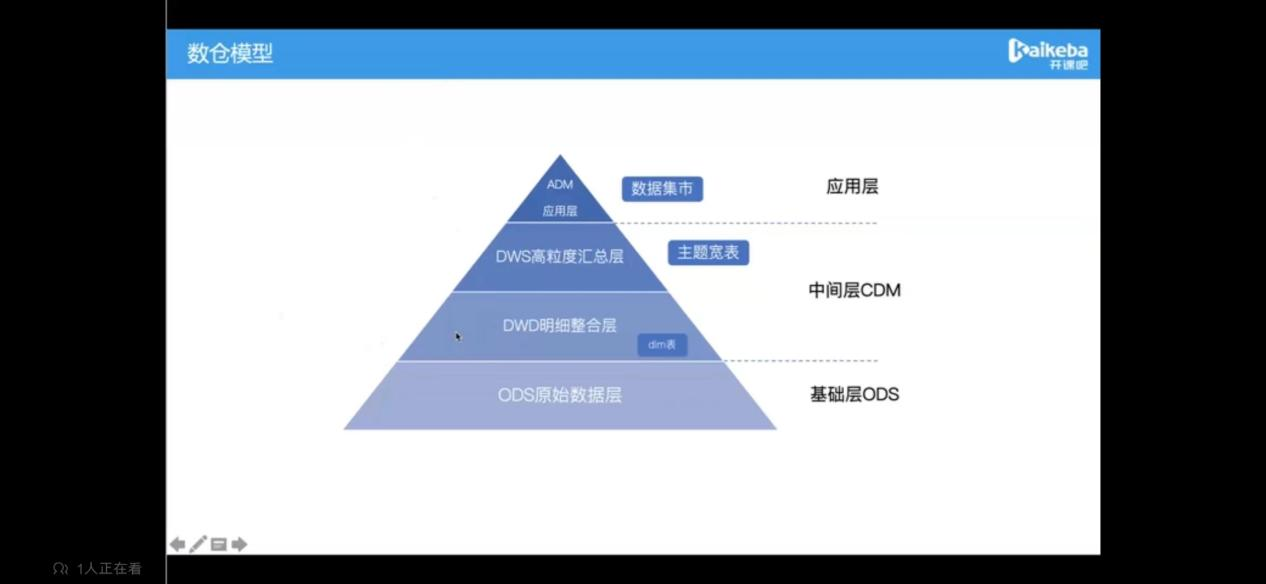 数仓模型
Kaikeba
开课吧
ADM
应用层
数据集市
应用层
DWS高粒度汇总层
主题宽表
中间层CDM
DWD明细整合层
dim表
ODS原始数据层
基础层ODS
1人正在看